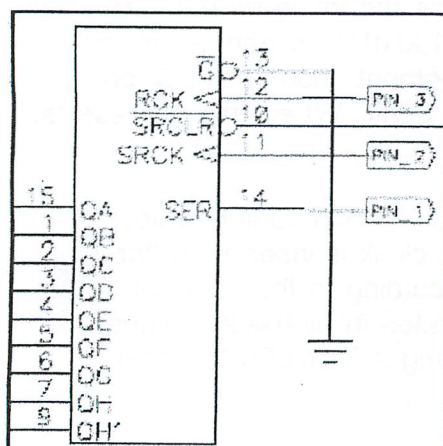 G 13
RCK 12 PIN_3
SRCLR 10
SRCK 11 PIN_2
SER 14 PIN_1
15 QA
1 QB
2 QC
3 QD
4 QE
5 QF
6 QG
7 QH
9 QH'